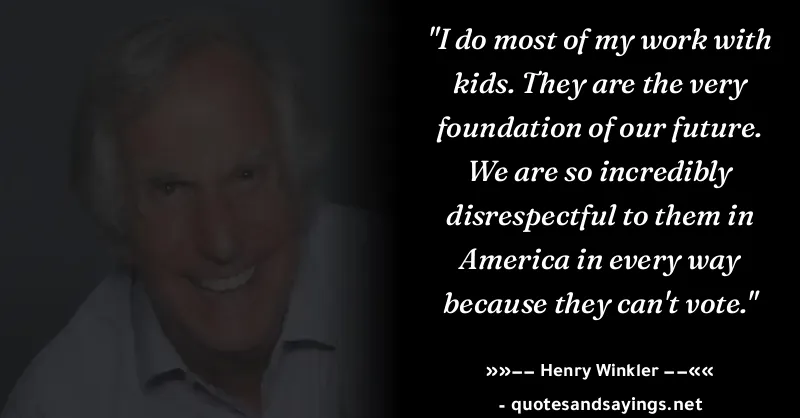 "I do most of my work with
kids. They are the very
foundation of our future.
We are so incredibly
disrespectful to them in
America in every way
because they can't vote."
»»–– Henry Winkler ––««
- quotesandsayings.net